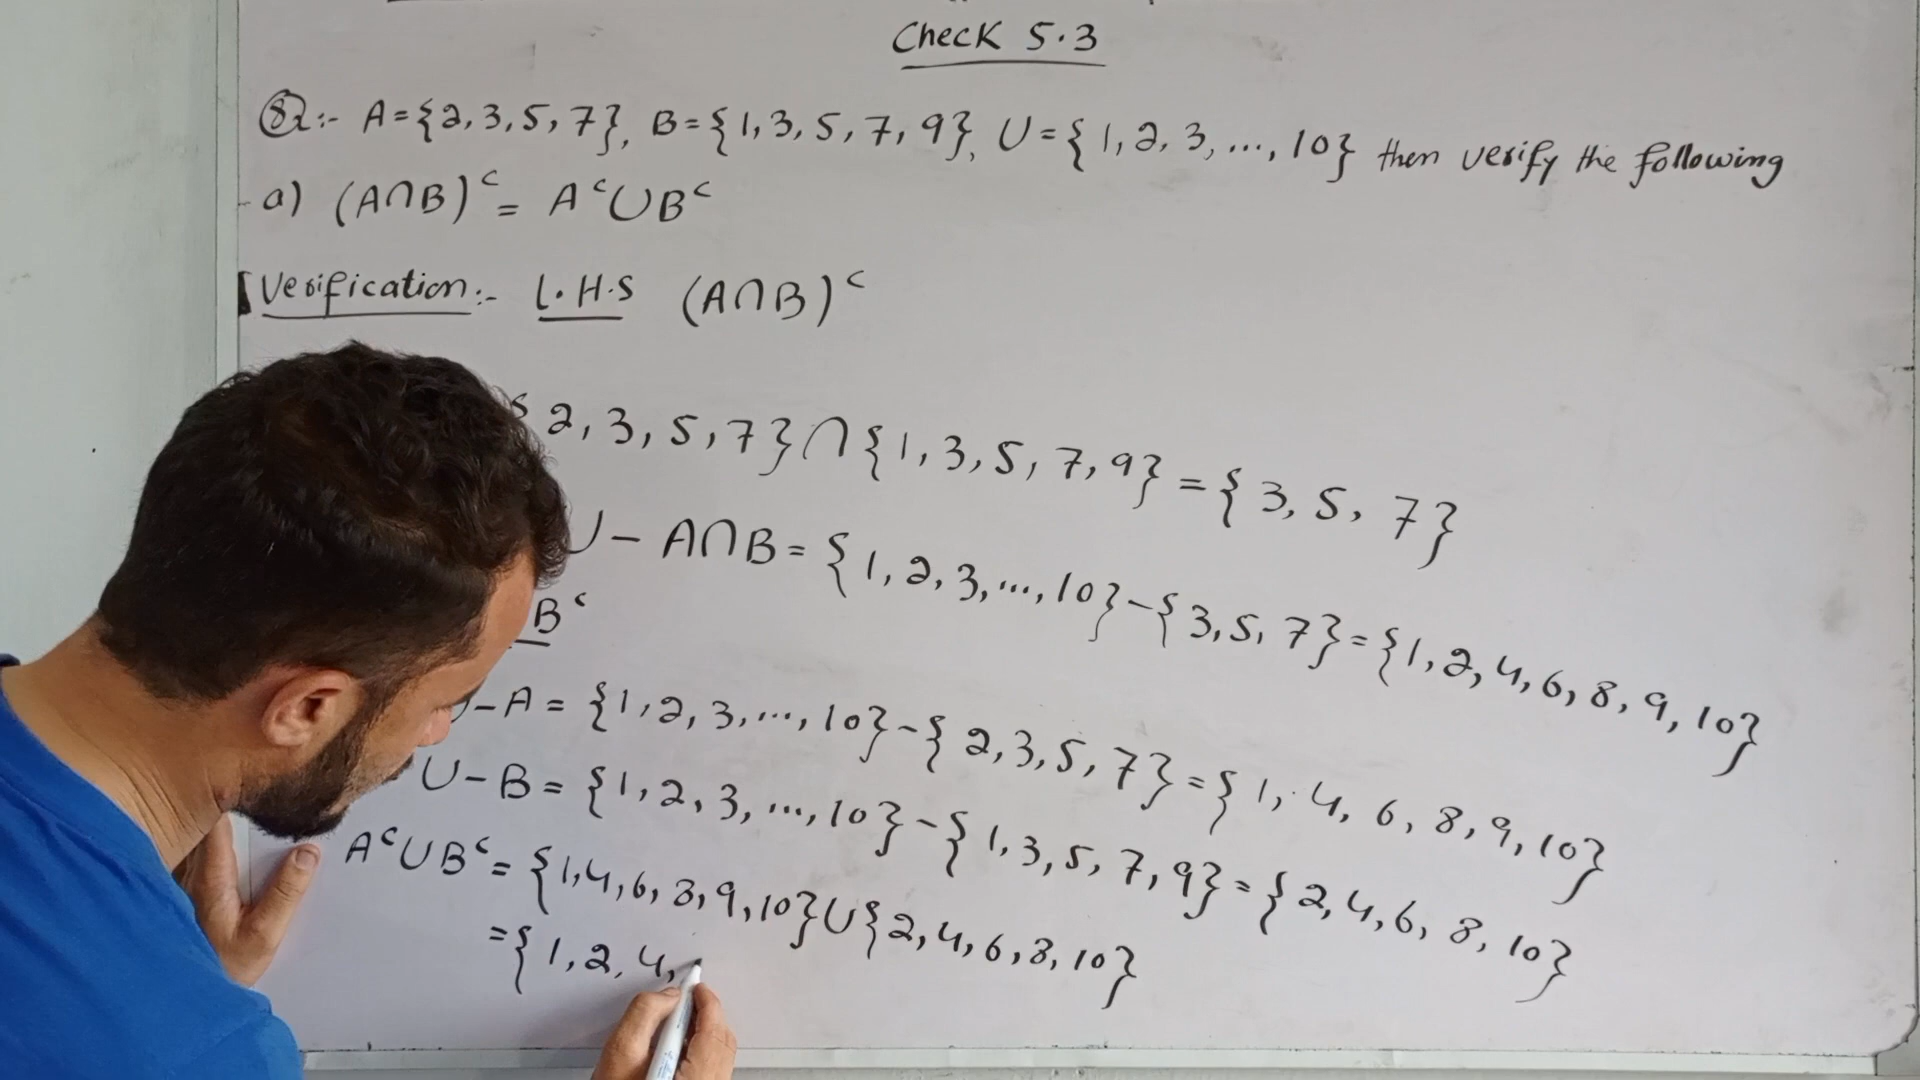 Check 5.3
Q2:- A={2,3,5,7}, B={1,3,5,7,9}, U={1,2,3,...,10} then verify the following
a) (A∩B)ᶜ = Aᶜ∪Bᶜ
Verification:- L.H.S (A∩B)ᶜ
{2,3,5,7}∩{1,3,5,7,9}={3,5,7}
U-A∩B={1,2,3,...,10}-{3,5,7}={1,2,4,6,8,9,10}
Bᶜ
U-A={1,2,3,...,10}-{2,3,5,7}={1,4,6,8,9,10}
U-B={1,2,3,...,10}-{1,3,5,7,9}={2,4,6,8,10}
Aᶜ∪Bᶜ={1,4,6,8,9,10}∪{2,4,6,8,10}
={1,2,4,